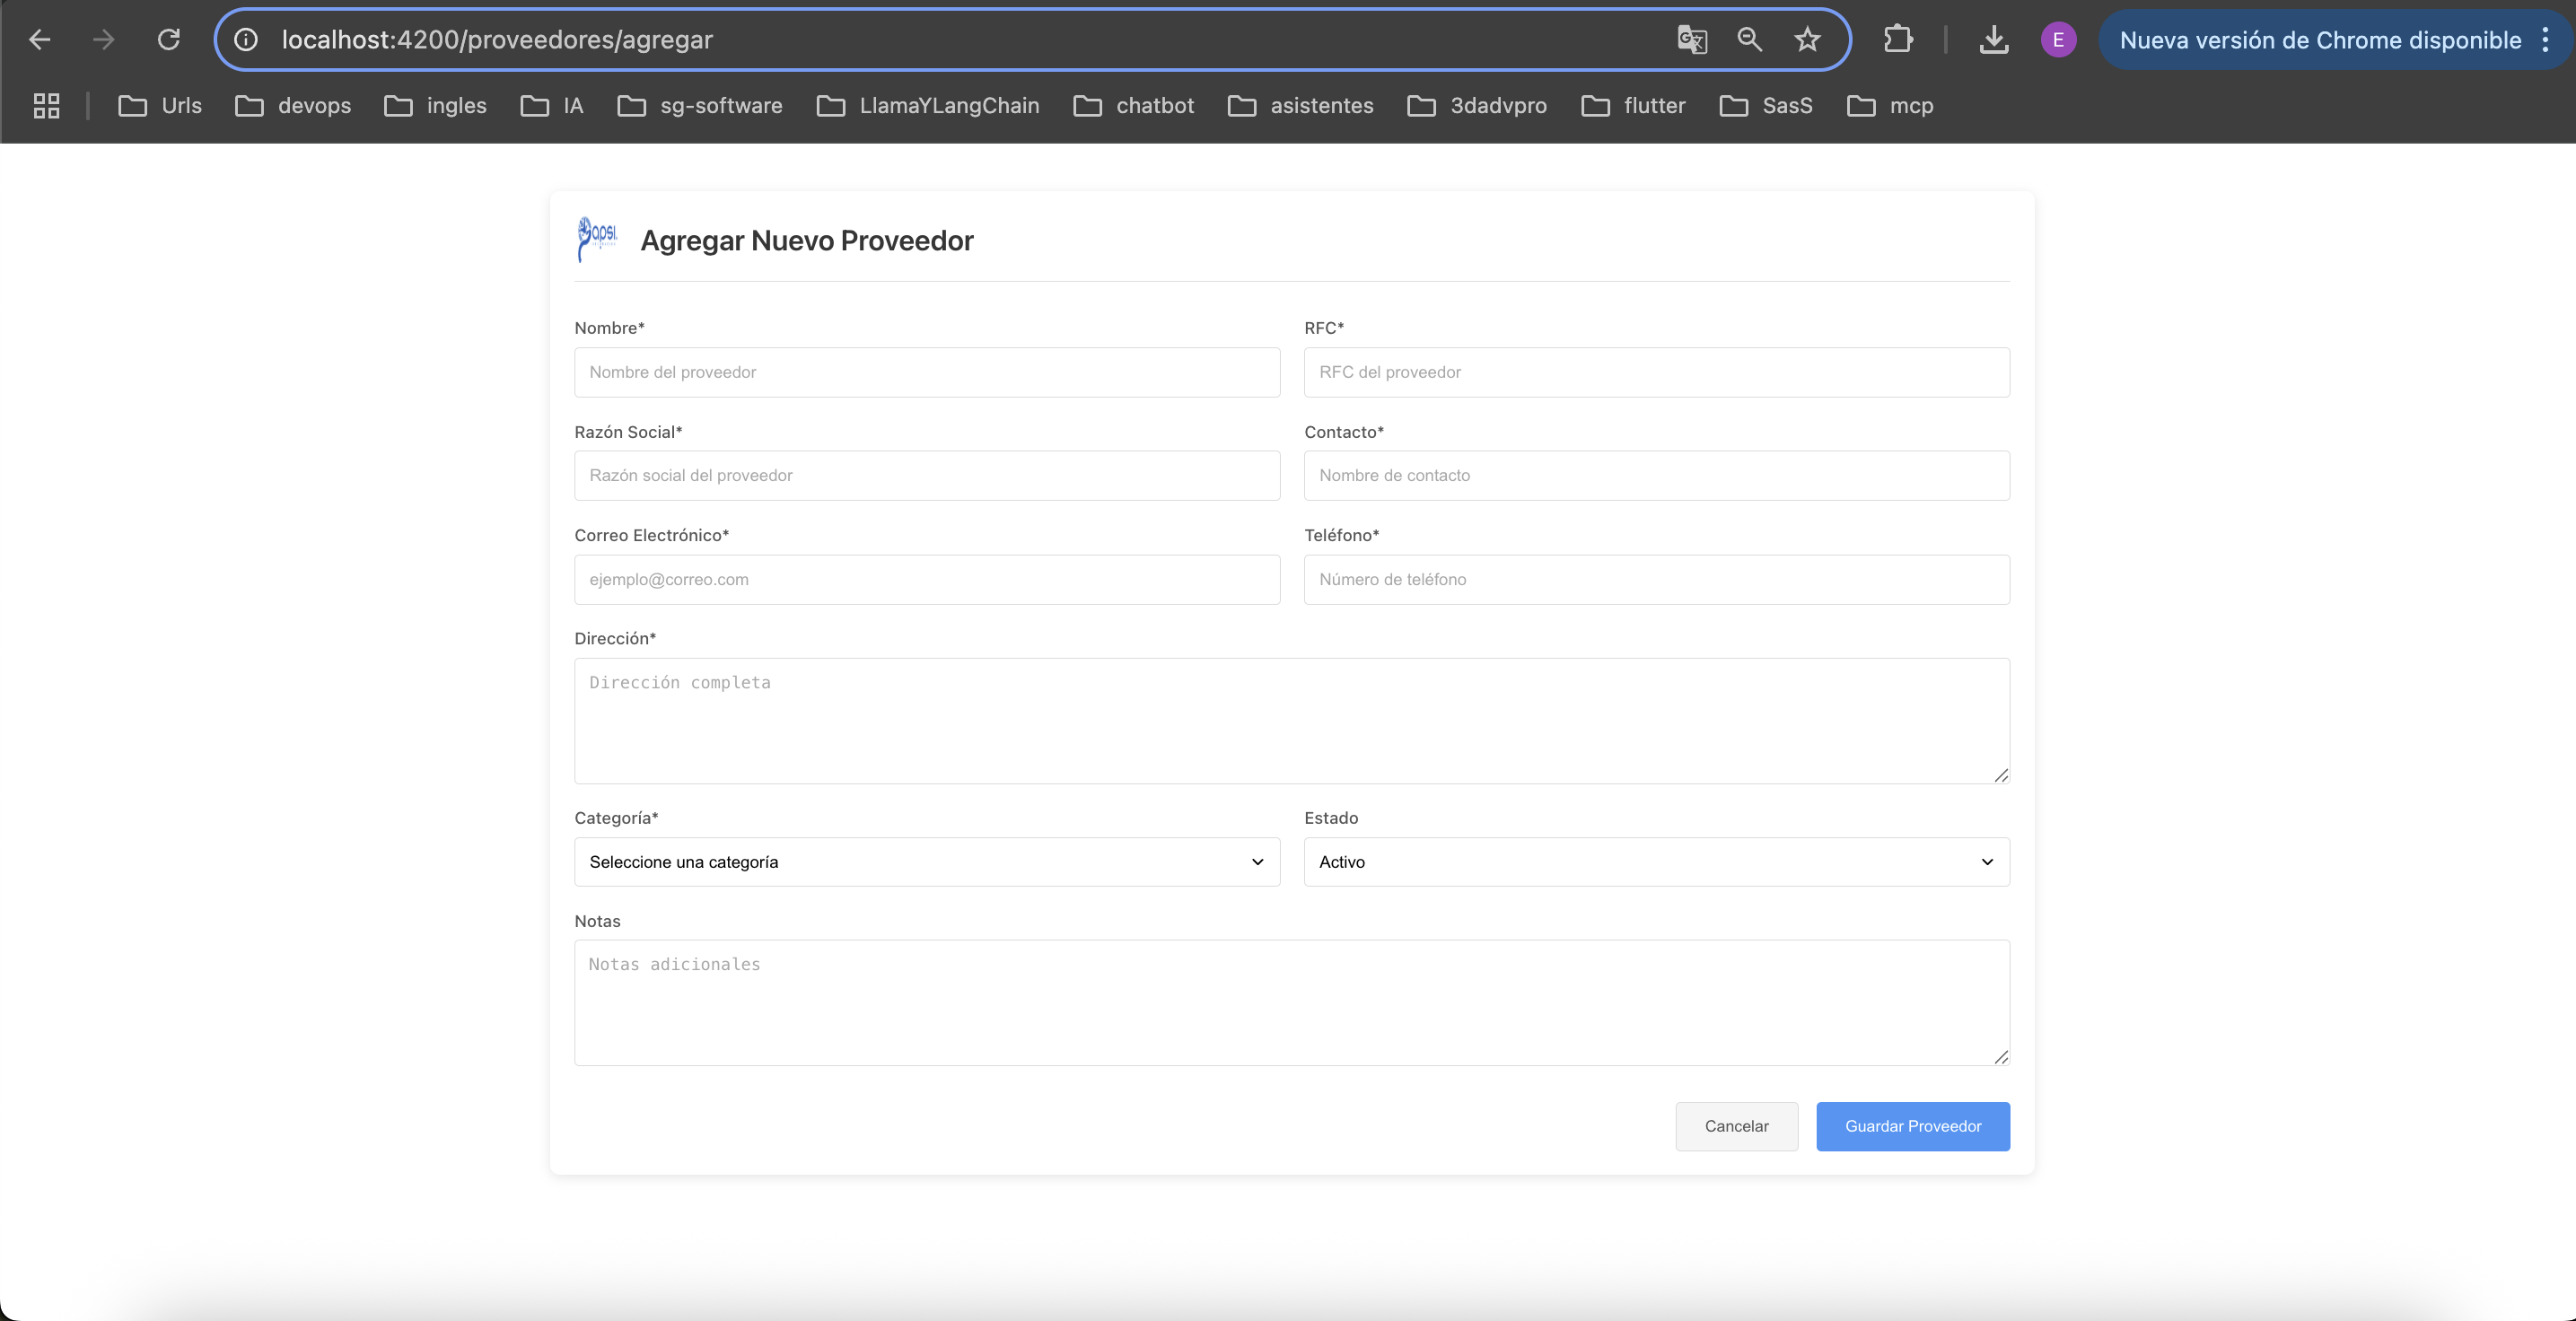 localhost:4200/proveedores/agregar
E
Nueva versión de Chrome disponible
Urls devops ingles IA sg-software LlamaYLangChain chatbot asistentes 3dadvpro flutter SasS mcp
Agregar Nuevo Proveedor
Nombre* RFC*
Nombre del proveedor RFC del proveedor
Razón Social* Contacto*
Razón social del proveedor Nombre de contacto
Correo Electrónico* Teléfono*
ejemplo@correo.com Número de teléfono
Dirección*
Dirección completa
Categoría* Estado
Seleccione una categoría Activo
Notas
Notas adicionales
Cancelar Guardar Proveedor